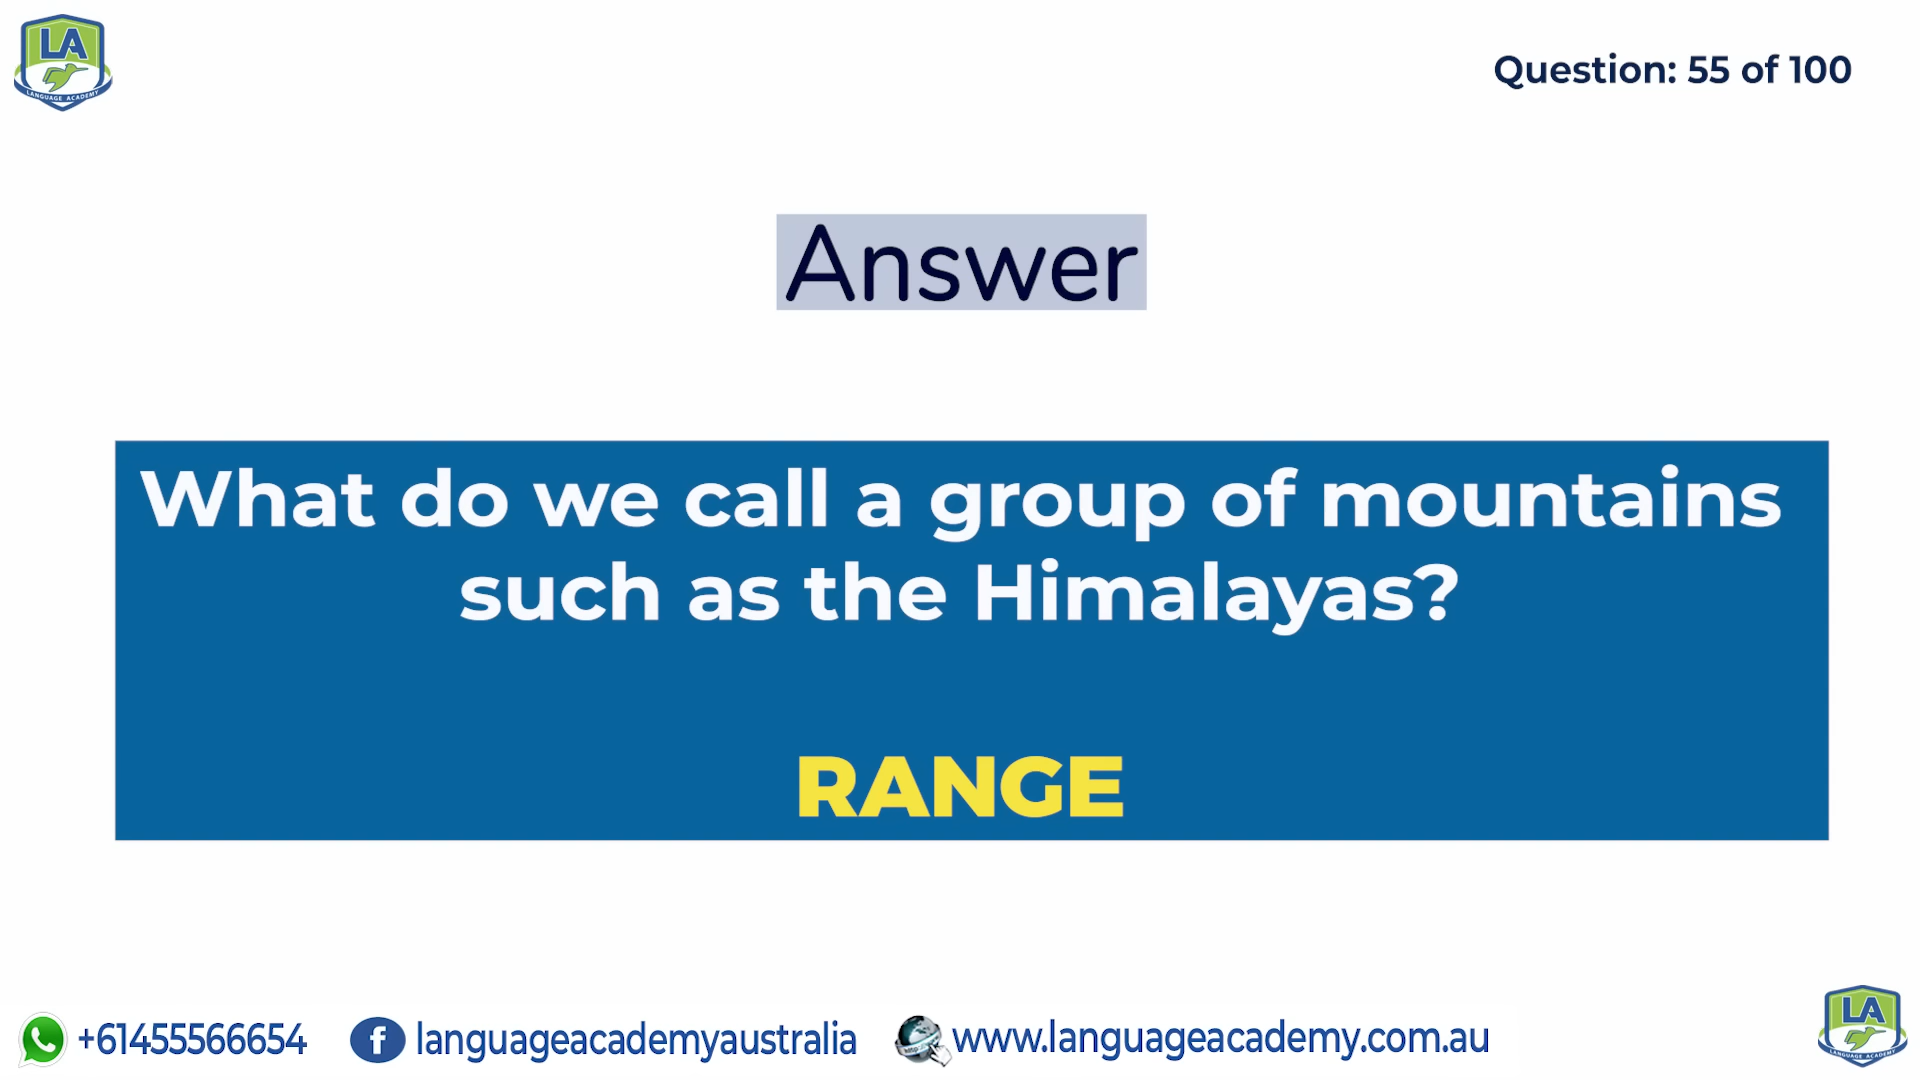 LA
LANGUAGE ACADEMY
Question: 55 of 100
Answer
What do we call a group of mountains
such as the Himalayas?
RANGE
+61455566654
languageacademyaustralia
www.languageacademy.com.au
LA
LANGUAGE ACADEMY